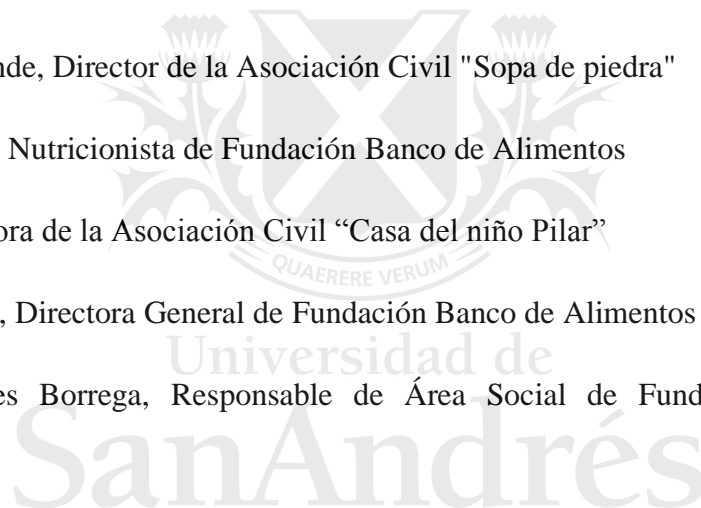 nde, Director de la Asociación Civil "Sopa de piedra"
Nutricionista de Fundación Banco de Alimentos
ora de la Asociación Civil “Casa del niño Pilar”
QUAERERE VERUM
, Directora General de Fundación Banco de Alimentos
Universidad de
es Borrega, Responsable de Área Social de Fund
SanAndrés